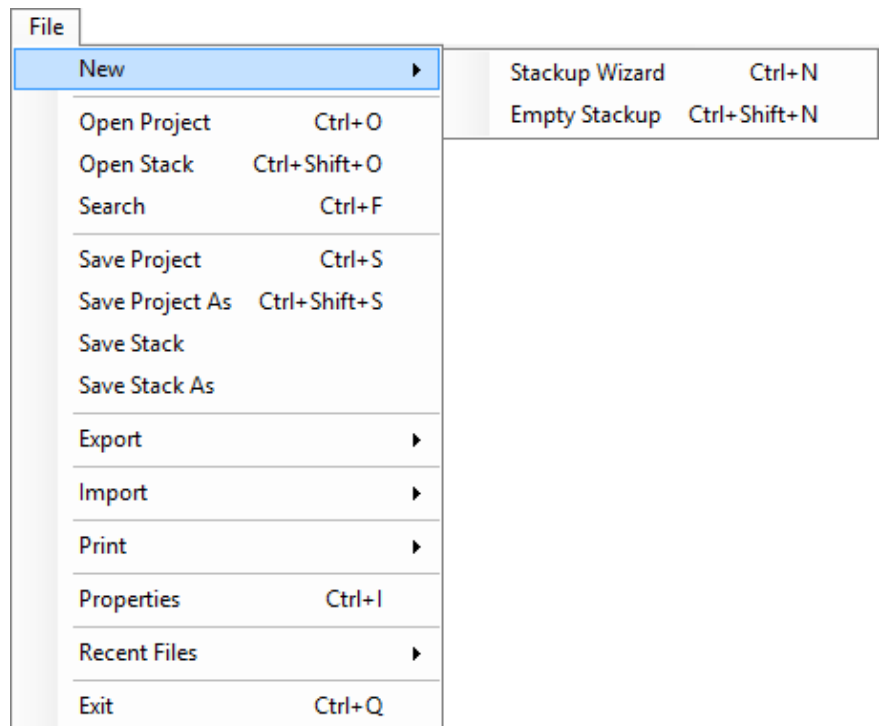 File
New
Stackup Wizard Ctrl+N
Empty Stackup Ctrl+Shift+N
Open Project Ctrl+O
Open Stack Ctrl+Shift+O
Search Ctrl+F
Save Project Ctrl+S
Save Project As Ctrl+Shift+S
Save Stack
Save Stack As
Export
Import
Print
Properties Ctrl+I
Recent Files
Exit Ctrl+Q